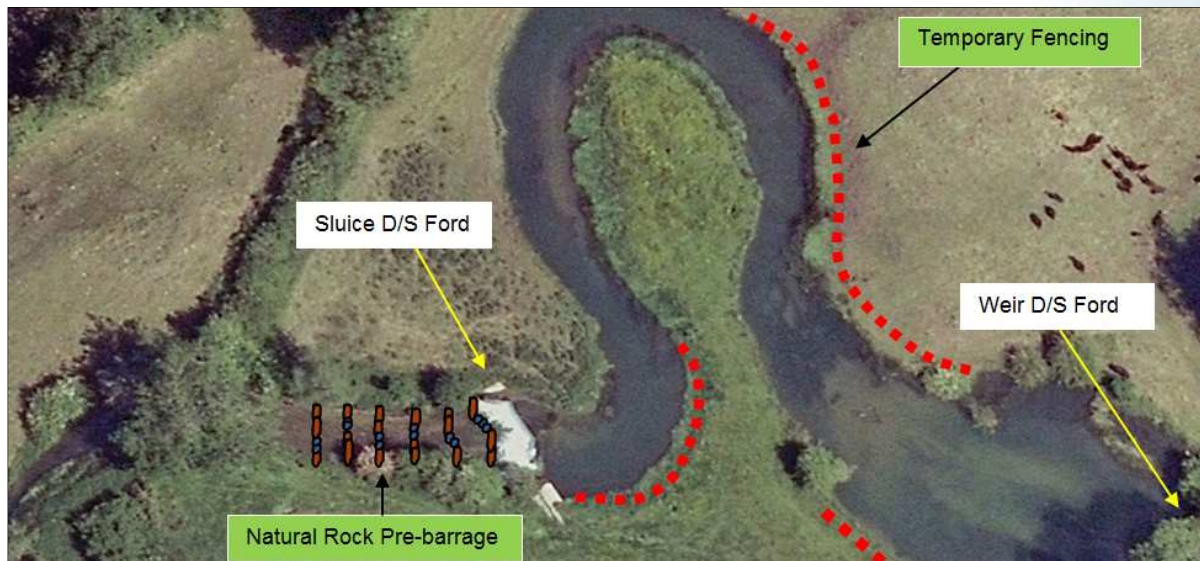 Temporary Fencing
Sluice D/S Ford
Weir D/S Ford
Natural Rock Pre-barrage